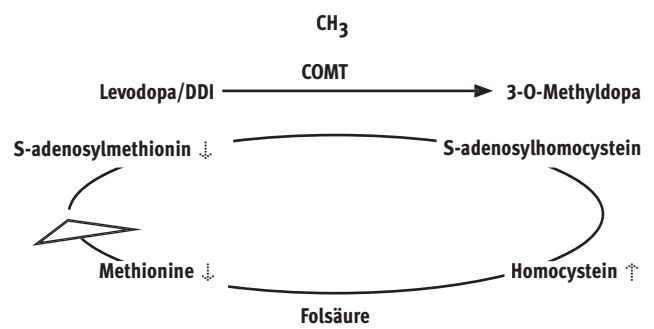 CH3
COMT
Levodopa/DDI 3-O-Methyldopa
S-adenosylmethionin ↓ S-adenosylhomocystein
Methionine ↓ Homocystein ↑
Folsäure